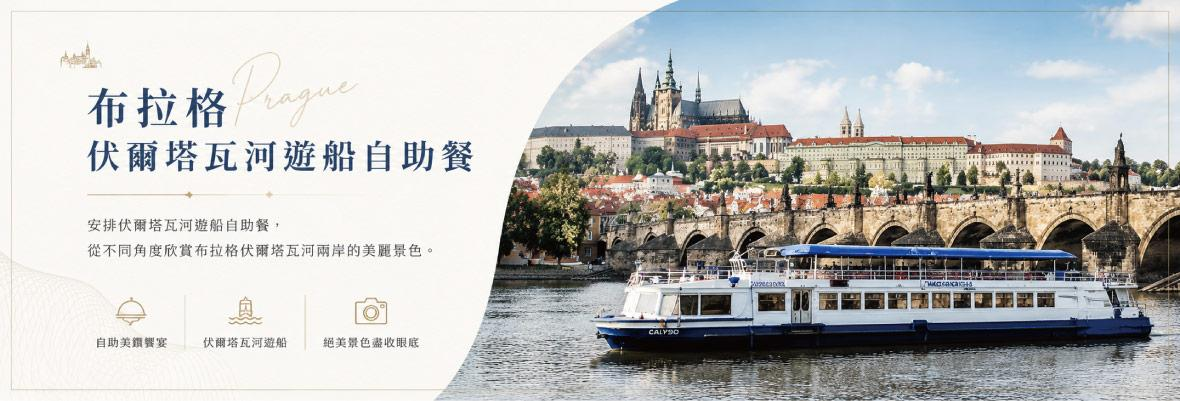 Prague
布拉格
伏爾塔瓦河遊船自助餐
安排伏爾塔瓦河遊船自助餐，
從不同角度欣賞布拉格伏爾塔瓦河兩岸的美麗景色。
自助美饌饗宴
伏爾塔瓦河遊船
絕美景色盡收眼底
CALYPSO